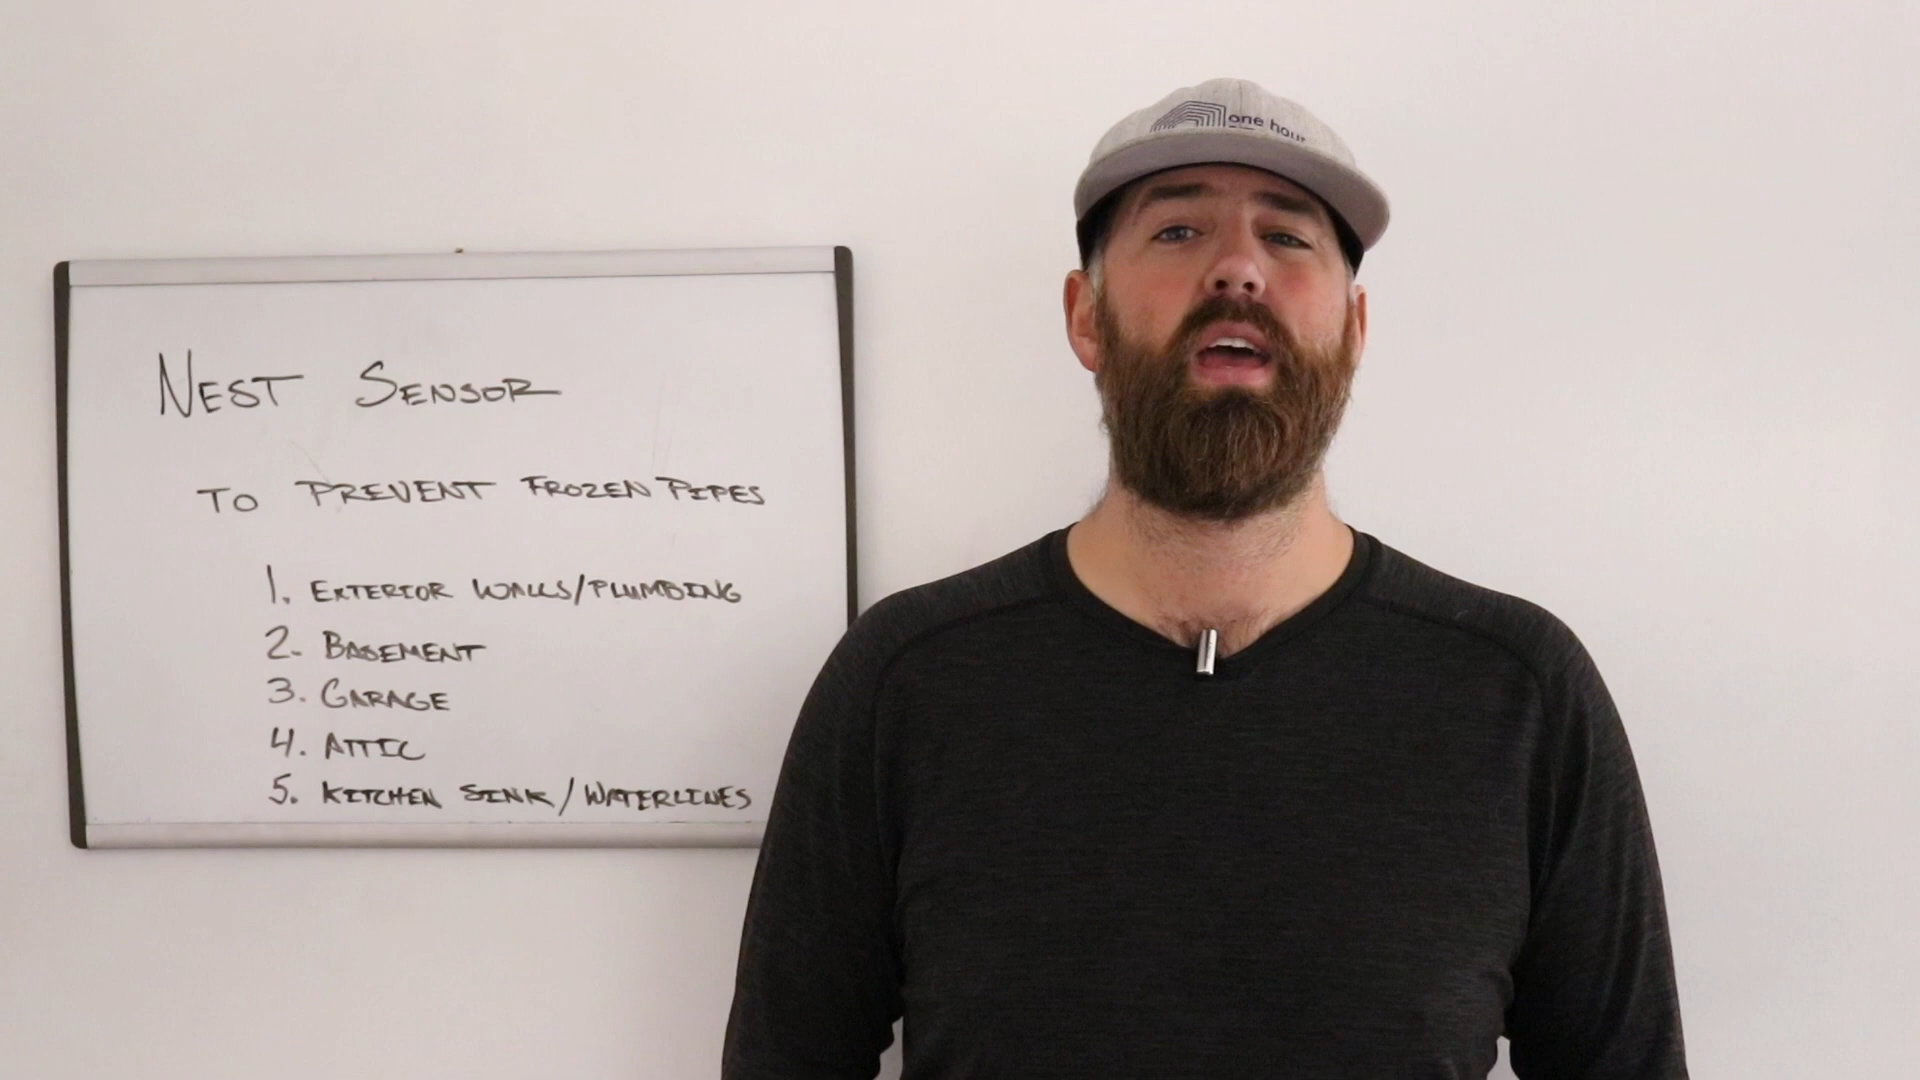 one hour
NEST SENSOR
TO PREVENT FROZEN PIPES
1. EXTERIOR WALLS/PLUMBING
2. BASEMENT
3. GARAGE
4. ATTIC
5. KITCHEN SINK/WATERLINES